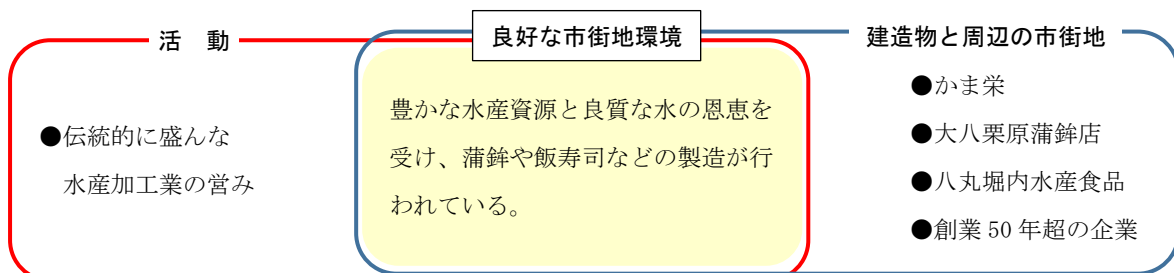 活　動
●伝統的に盛んな
水産加工業の営み
良好な市街地環境
豊かな水産資源と良質な水の恩恵を
受け、蒲鉾や飯寿司などの製造が行
われている。
建造物と周辺の市街地
●かま栄
●大八栗原蒲鉾店
●八丸堀内水産食品
●創業 50 年超の企業